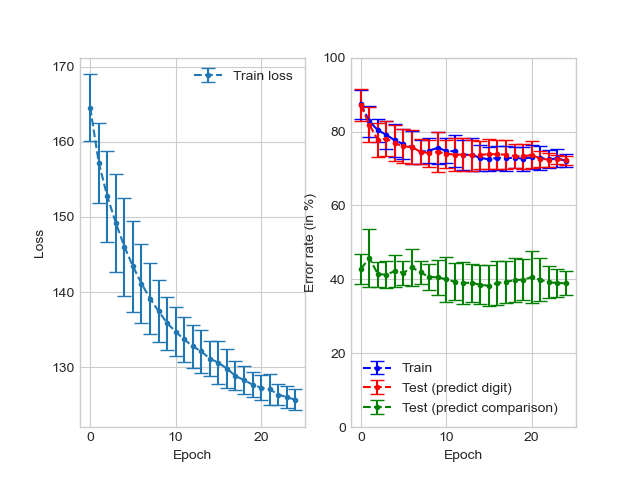 170
160
150
140
130
0
10
20
Loss
Epoch
Train loss
100
80
60
40
20
0
0
10
20
Error rate (in %)
Epoch
Train
Test (predict digit)
Test (predict comparison)